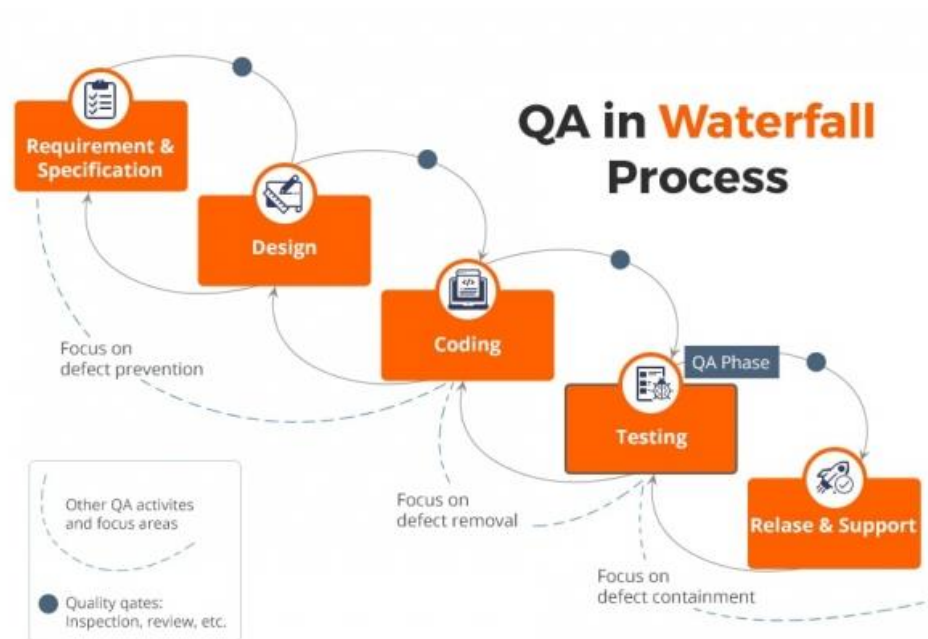 QA in Waterfall
Process
Requirement &
Specification
Design
Coding
QA Phase
Testing
Relase & Support
Focus on
defect prevention
Focus on
defect removal
Focus on
defect containment
Other QA activites
and focus areas
Quality qates:
Inspection, review, etc.